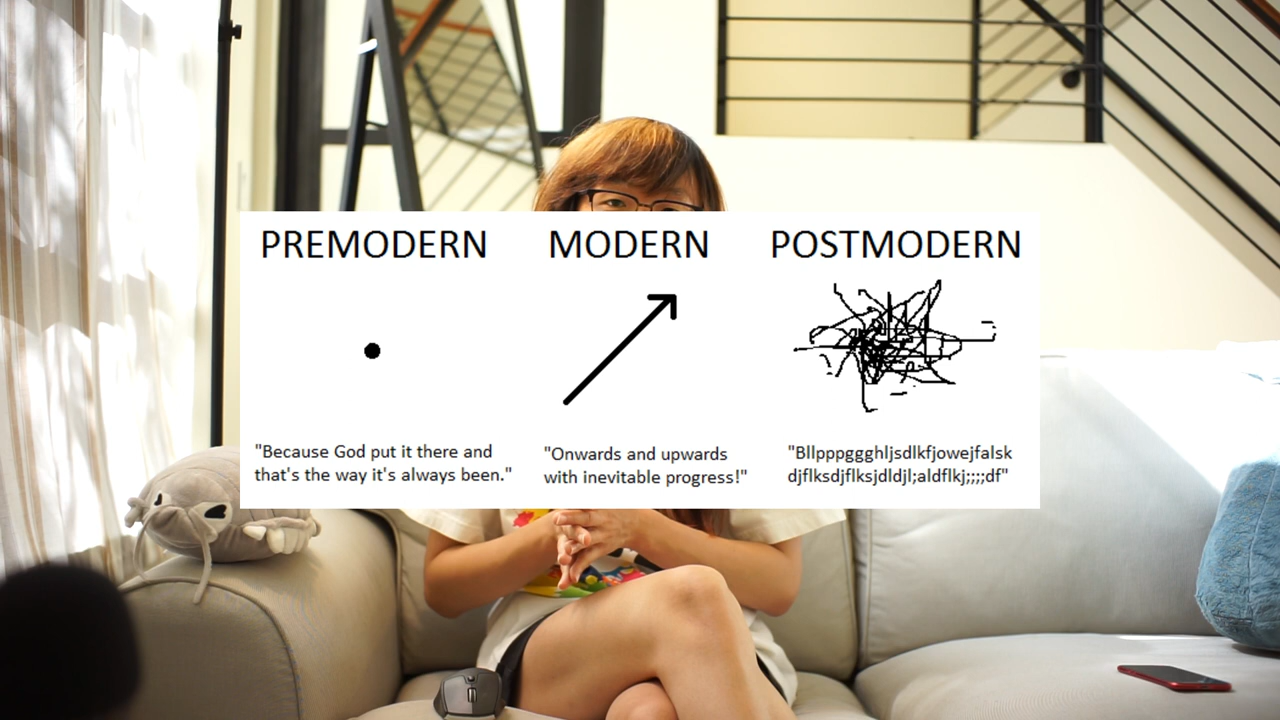 PREMODERN MODERN POSTMODERN
"Because God put it there and
that's the way it's always been."
"Onwards and upwards
with inevitable progress!"
"Bllpppggghljsdlkfjowejfalsk
djflksdjflksjdldjl;aldflkj;;;;df"